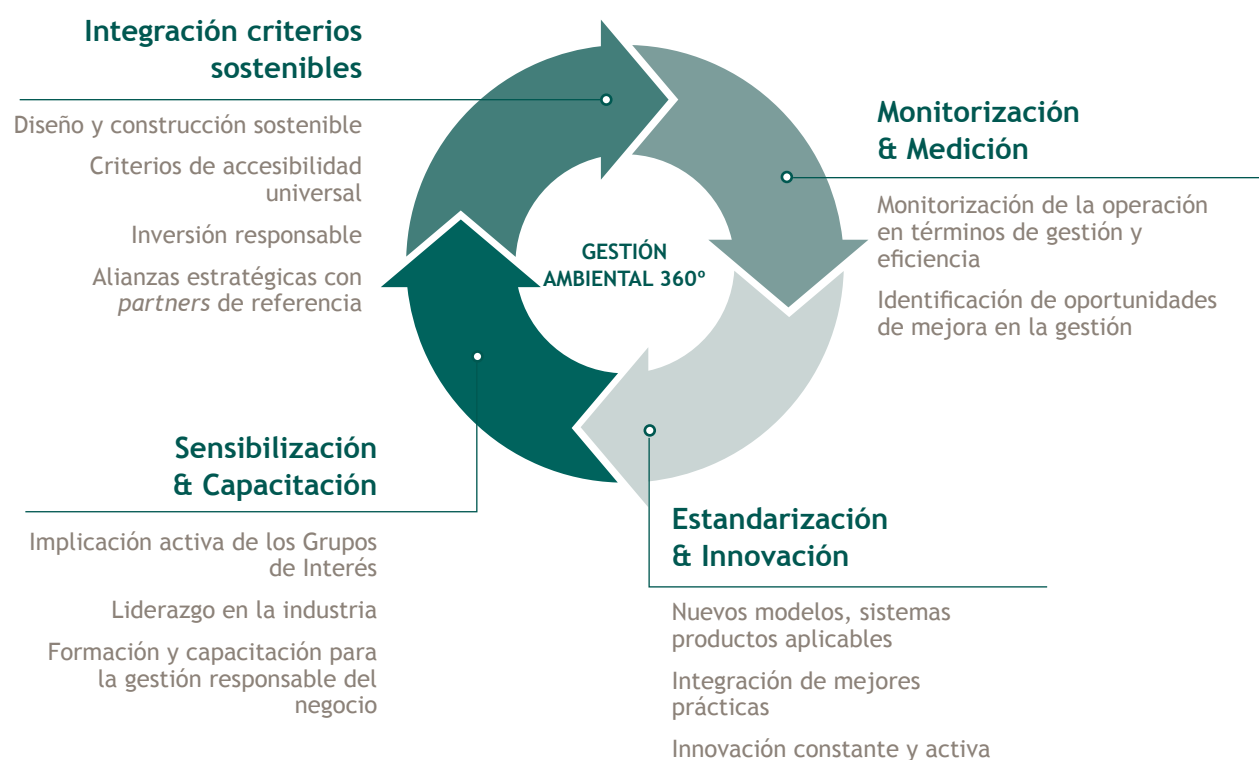 Integración criterios
sostenibles
Diseño y construcción sostenible
Criterios de accesibilidad
universal
Inversión responsable
Alianzas estratégicas con
partners de referencia
Monitorización
& Medición
Monitorización de la operación
en términos de gestión y
eficiencia
Identificación de oportunidades
de mejora en la gestión
GESTIÓN
AMBIENTAL 360º
Sensibilización
& Capacitación
Implicación activa de los Grupos
de Interés
Liderazgo en la industria
Formación y capacitación para
la gestión responsable del
negocio
Estandarización
& Innovación
Nuevos modelos, sistemas
productos aplicables
Integración de mejores
prácticas
Innovación constante y activa